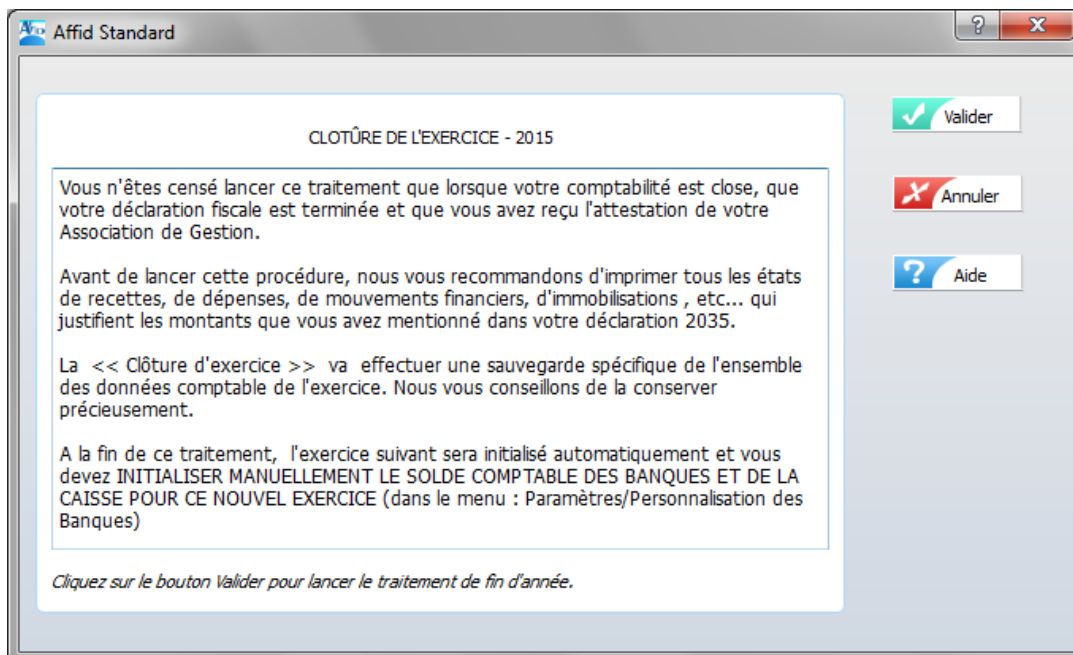 Affid Standard
CLOTÛRE DE L'EXERCICE - 2015
Valider
Vous n'êtes censé lancer ce traitement que lorsque votre comptabilité est close, que
votre déclaration fiscale est terminée et que vous avez reçu l'attestation de votre
Association de Gestion.
Annuler
Avant de lancer cette procédure, nous vous recommandons d'imprimer tous les états
de recettes, de dépenses, de mouvements financiers, d'immobilisations , etc... qui
justifient les montants que vous avez mentionné dans votre déclaration 2035.
Aide
La << Clôture d'exercice >> va effectuer une sauvegarde spécifique de l'ensemble
des données comptable de l'exercice. Nous vous conseillons de la conserver
précieusement.
A la fin de ce traitement, l'exercice suivant sera initialisé automatiquement et vous
devez INITIALISER MANUELLEMENT LE SOLDE COMPTABLE DES BANQUES ET DE LA
CAISSE POUR CE NOUVEL EXERCICE (dans le menu : Paramètres/Personnalisation des
Banques)
Cliquez sur le bouton Valider pour lancer le traitement de fin d'année.